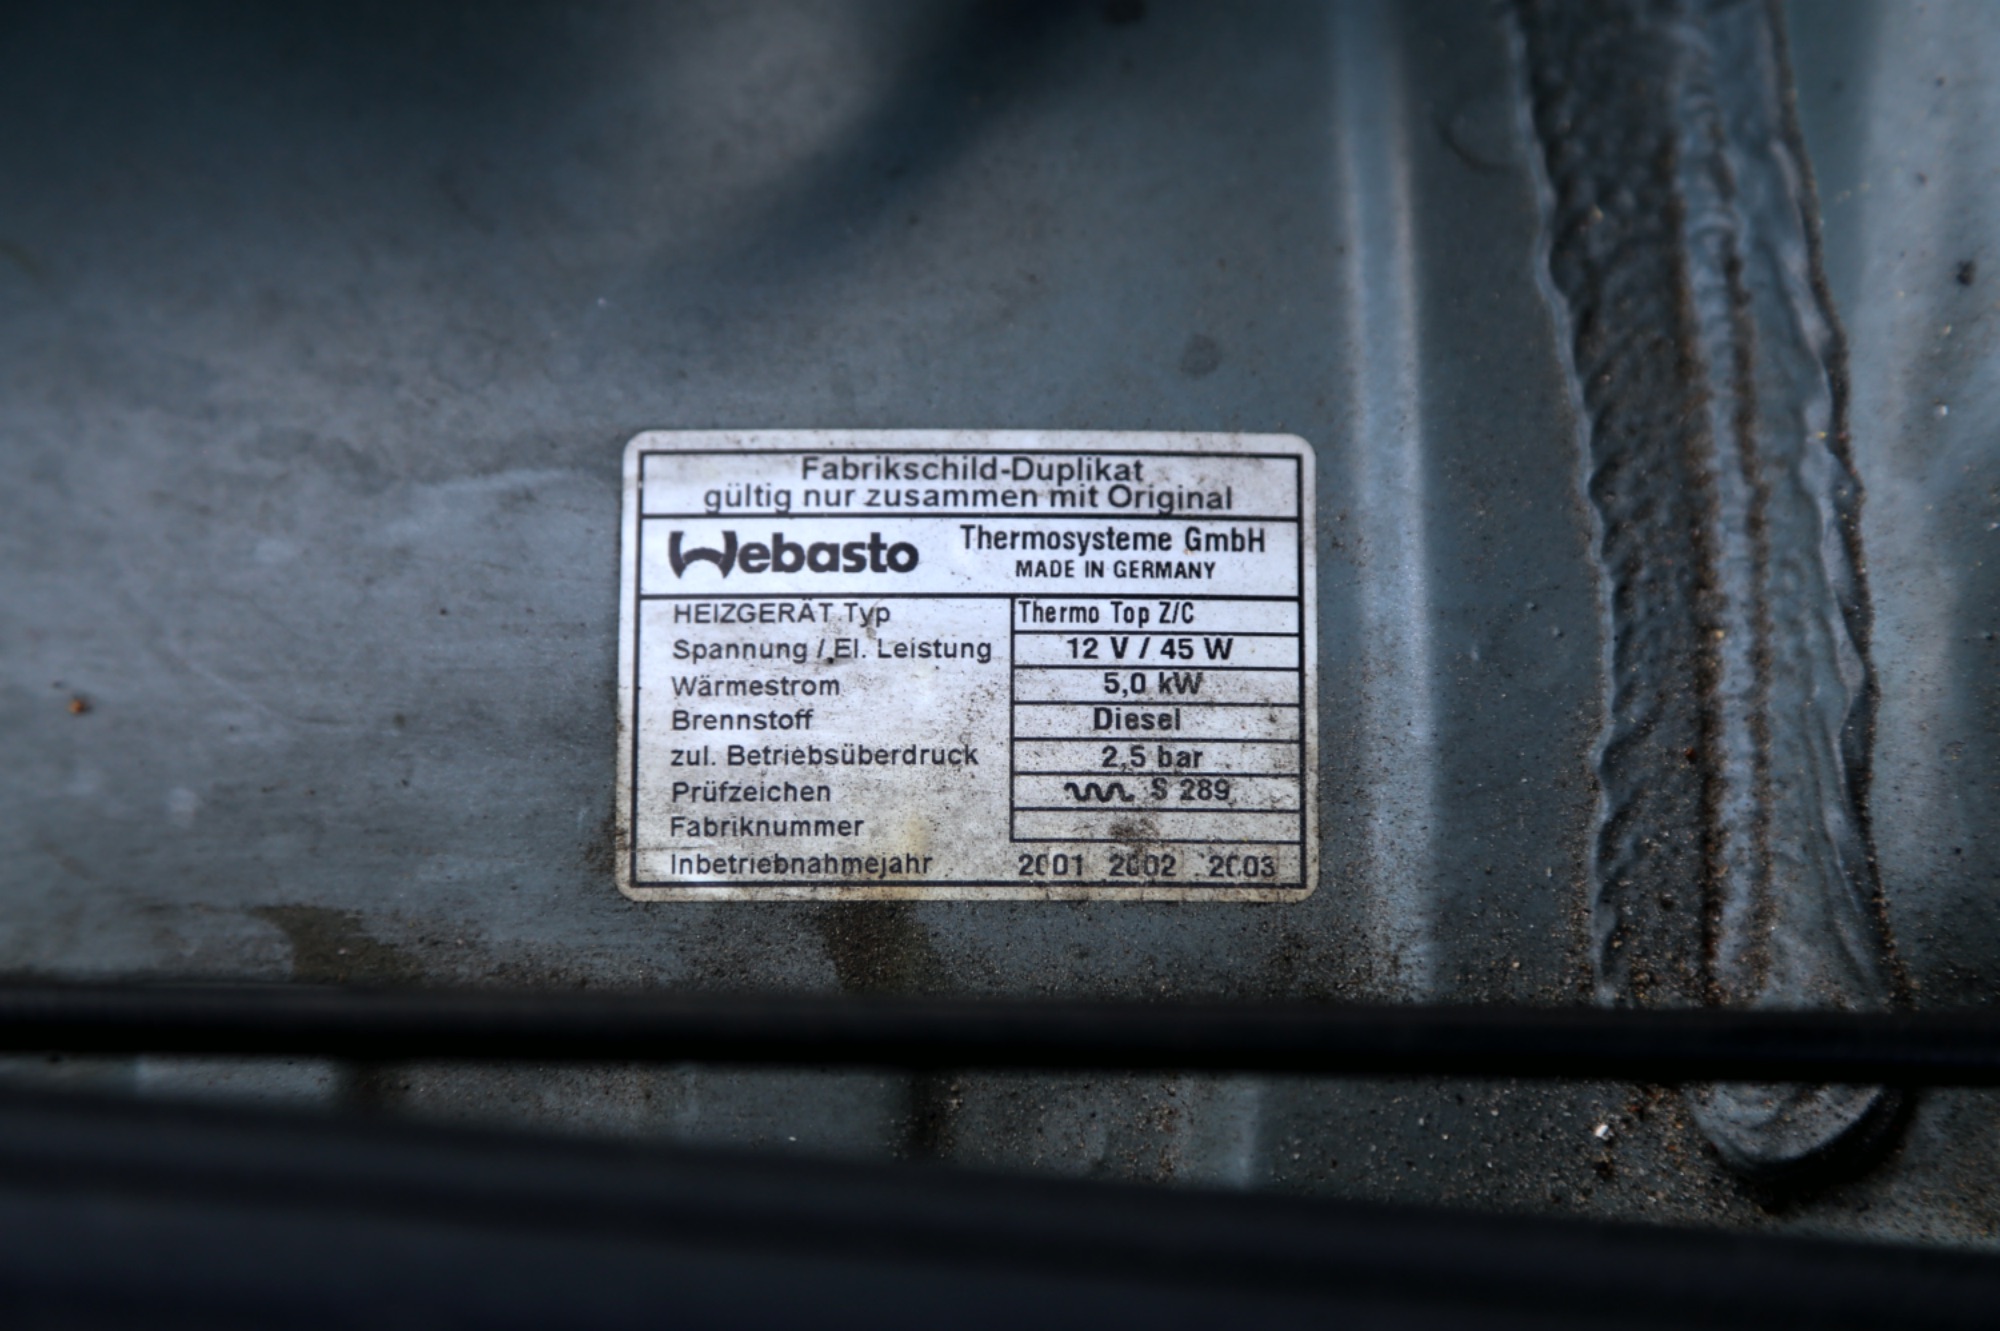 Fabrikschild-Duplikat
gültig nur zusammen mit Original
Webasto Thermosysteme GmbH
MADE IN GERMANY
HEIZGERÄT Typ Thermo Top Z/C
Spannung / El. Leistung 12 V / 45 W
Wärmestrom 5,0 kW
Brennstoff Diesel
zul. Betriebsüberdruck 2,5 bar
Prüfzeichen S 289
Fabriknummer
Inbetriebnahmejahr 2001 2002 2003